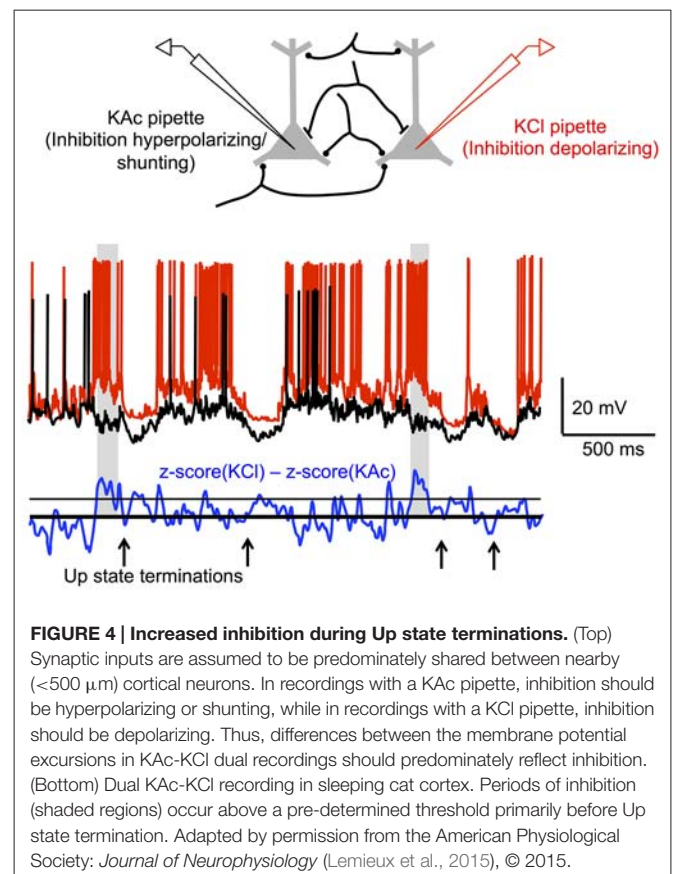 KAc pipette
(Inhibition hyperpolarizing/
shunting)
KCl pipette
(Inhibition depolarizing)
20 mV
500 ms
z-score(KCl) – z-score(KAc)
Up state terminations
FIGURE 4 | Increased inhibition during Up state terminations. (Top)
Synaptic inputs are assumed to be predominately shared between nearby
(<500 μm) cortical neurons. In recordings with a KAc pipette, inhibition should
be hyperpolarizing or shunting, while in recordings with a KCl pipette, inhibition
should be depolarizing. Thus, differences between the membrane potential
excursions in KAc-KCl dual recordings should predominately reflect inhibition.
(Bottom) Dual KAc-KCl recording in sleeping cat cortex. Periods of inhibition
(shaded regions) occur above a pre-determined threshold primarily before Up
state termination. Adapted by permission from the American Physiological
Society: Journal of Neurophysiology (Lemieux et al., 2015), © 2015.